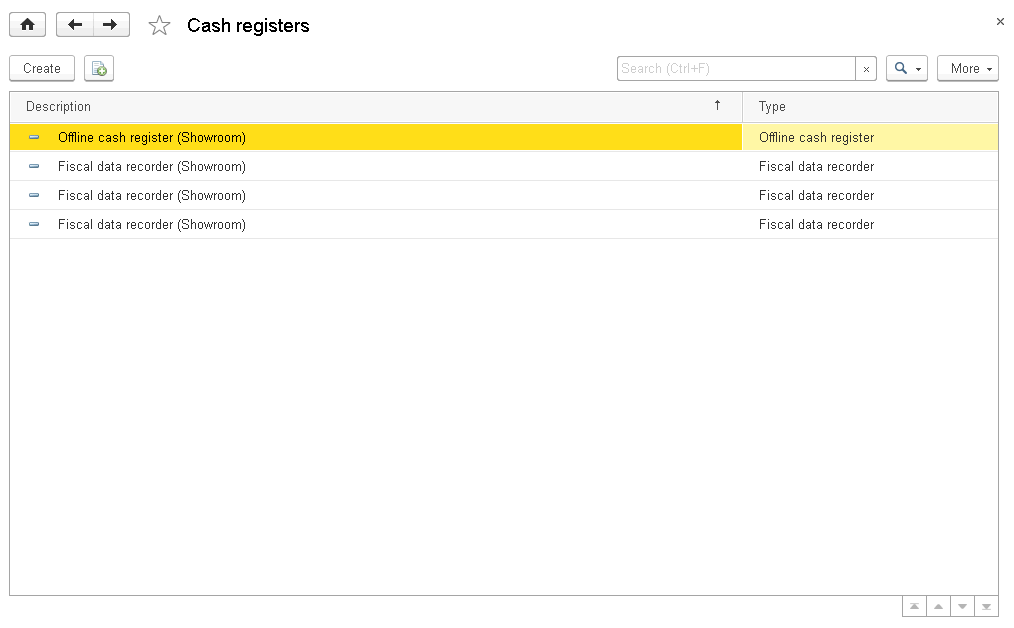 Cash registers
Create
Search (Ctrl+F)
More
Description
Type
Offline cash register (Showroom)
Offline cash register
Fiscal data recorder (Showroom)
Fiscal data recorder
Fiscal data recorder (Showroom)
Fiscal data recorder
Fiscal data recorder (Showroom)
Fiscal data recorder